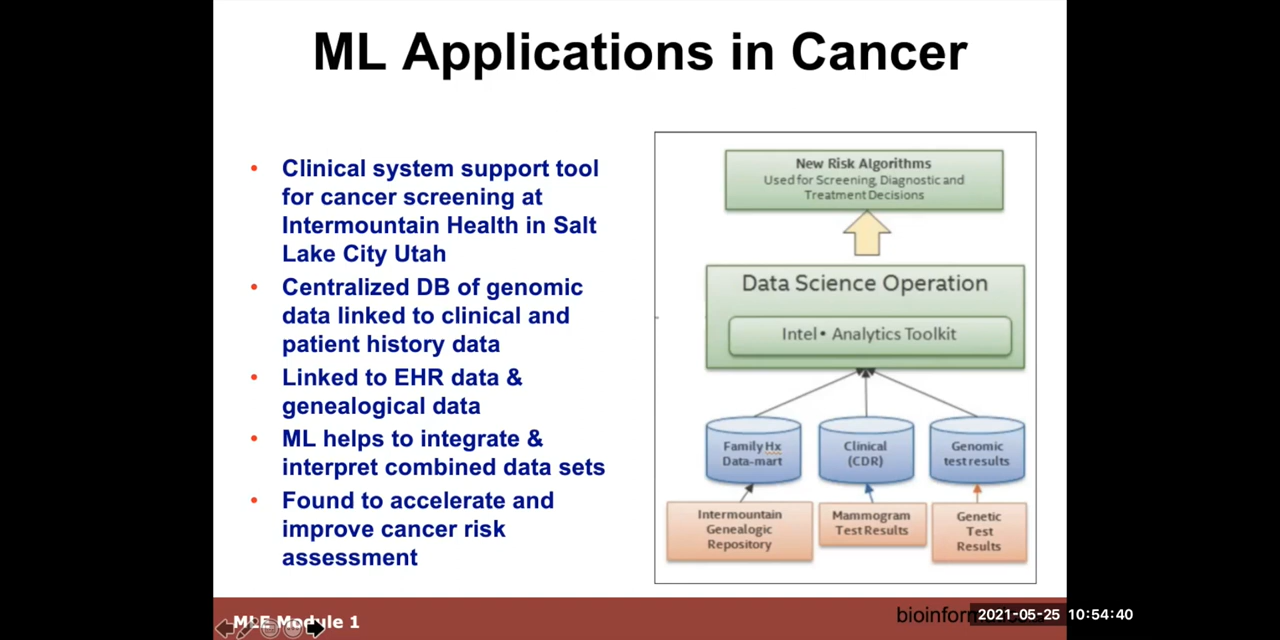 ML Applications in Cancer
• Clinical system support tool
for cancer screening at
Intermountain Health in Salt
Lake City Utah
• Centralized DB of genomic
data linked to clinical and
patient history data
• Linked to EHR data &
genealogical data
• ML helps to integrate &
interpret combined data sets
• Found to accelerate and
improve cancer risk
assessment
New Risk Algorithms
Used for Screening, Diagnostic and
Treatment Decisions
Data Science Operation
Intel• Analytics Toolkit
Family Hx
Data-mart
Clinical
(CDR)
Genomic
test results
Intermountain
Genealogic
Repository
Mammogram
Test Results
Genetic
Test
Results
MLE Module 1
2021-05-25 10:54:40